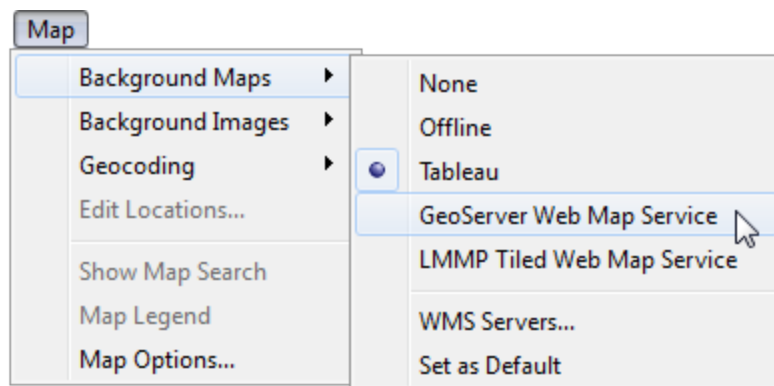 Map
Background Maps
Background Images
Geocoding
Edit Locations...
Show Map Search
Map Legend
Map Options...
None
Offline
Tableau
GeoServer Web Map Service
LMMP Tiled Web Map Service
WMS Servers...
Set as Default